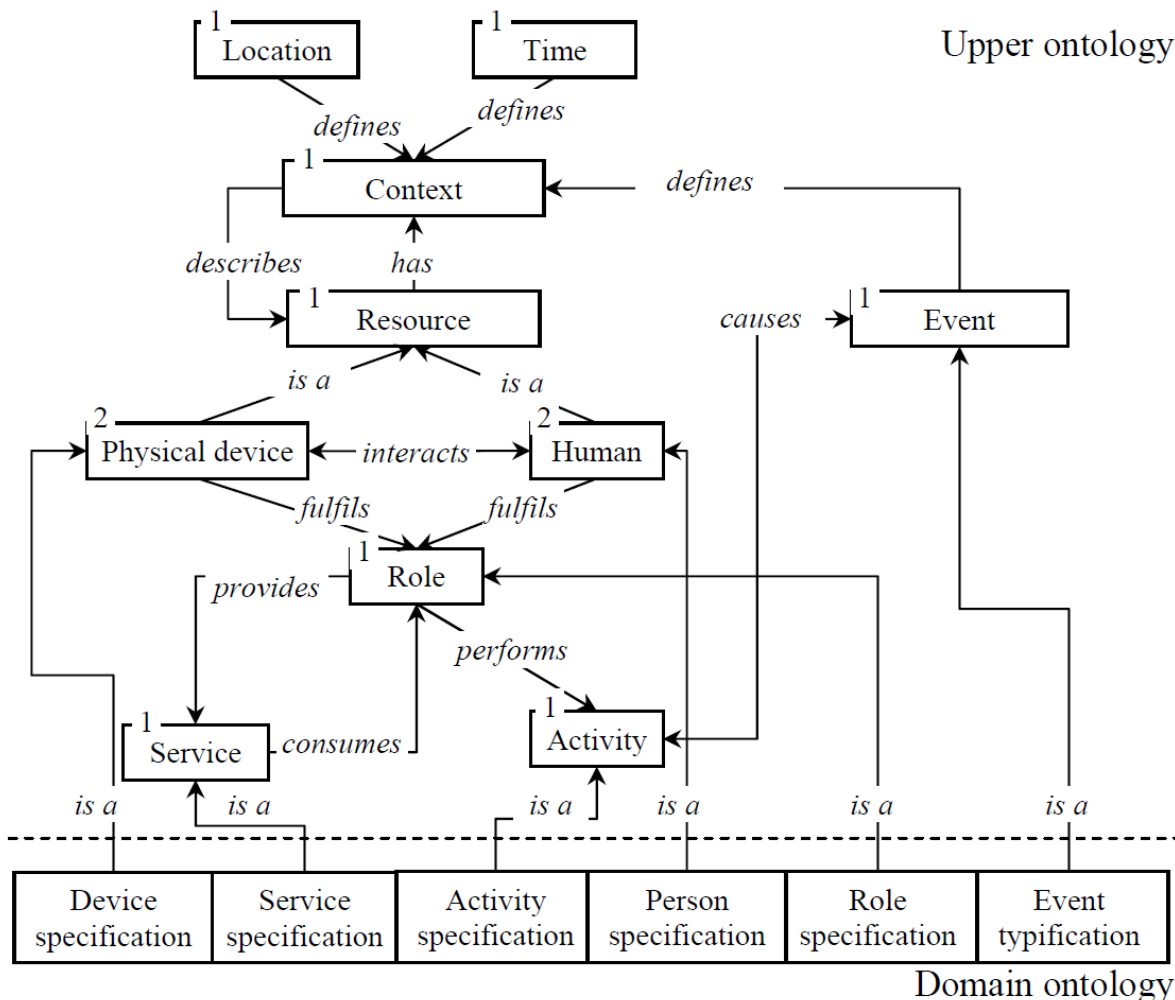 1
Location
1
Time
Upper ontology
defines
defines
1
Context
defines
describes
has
1
Resource
causes
1
Event
is a
is a
2
Physical device
interacts
2
Human
fulfils
fulfils
1
Role
provides
performs
1
Service
consumes
1
Activity
is a
is a
is a
is a
is a
is a
Device
specification
Service
specification
Activity
specification
Person
specification
Role
specification
Event
typification
Domain ontology